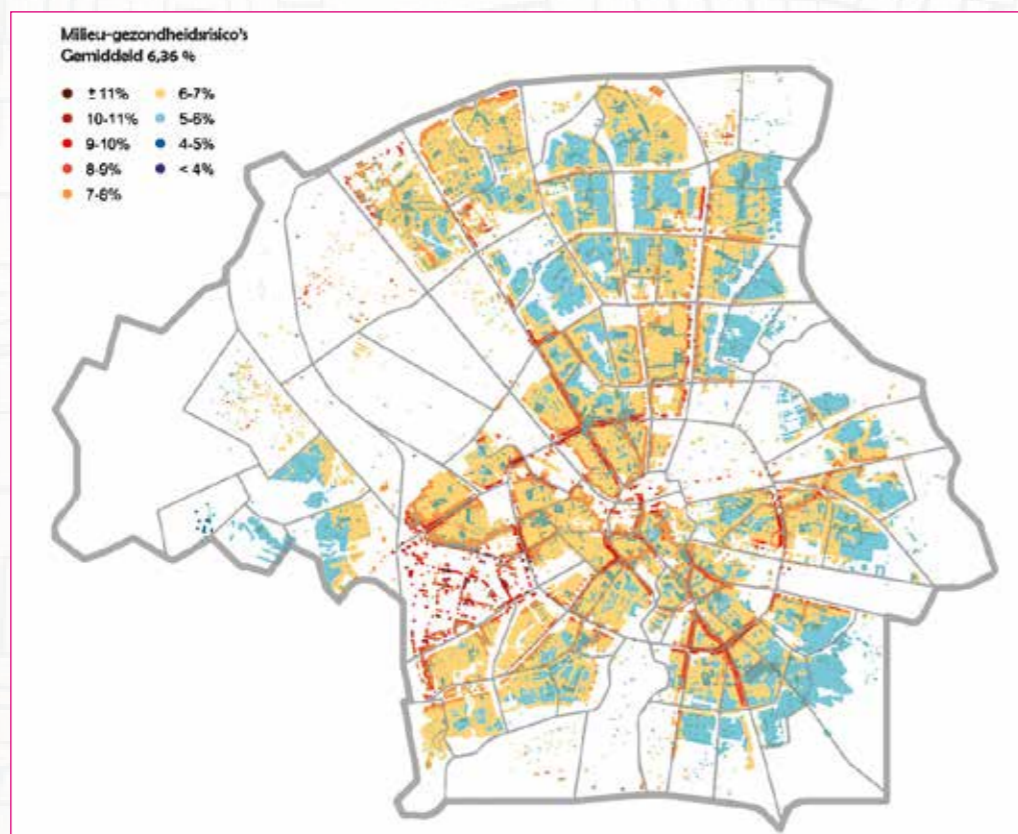 Milieu-gezondheidsrisico's
Gemiddeld 6,36 %
± 11% 6-7%
10-11% 5-6%
9-10% 4-5%
8-9% < 4%
7-8%